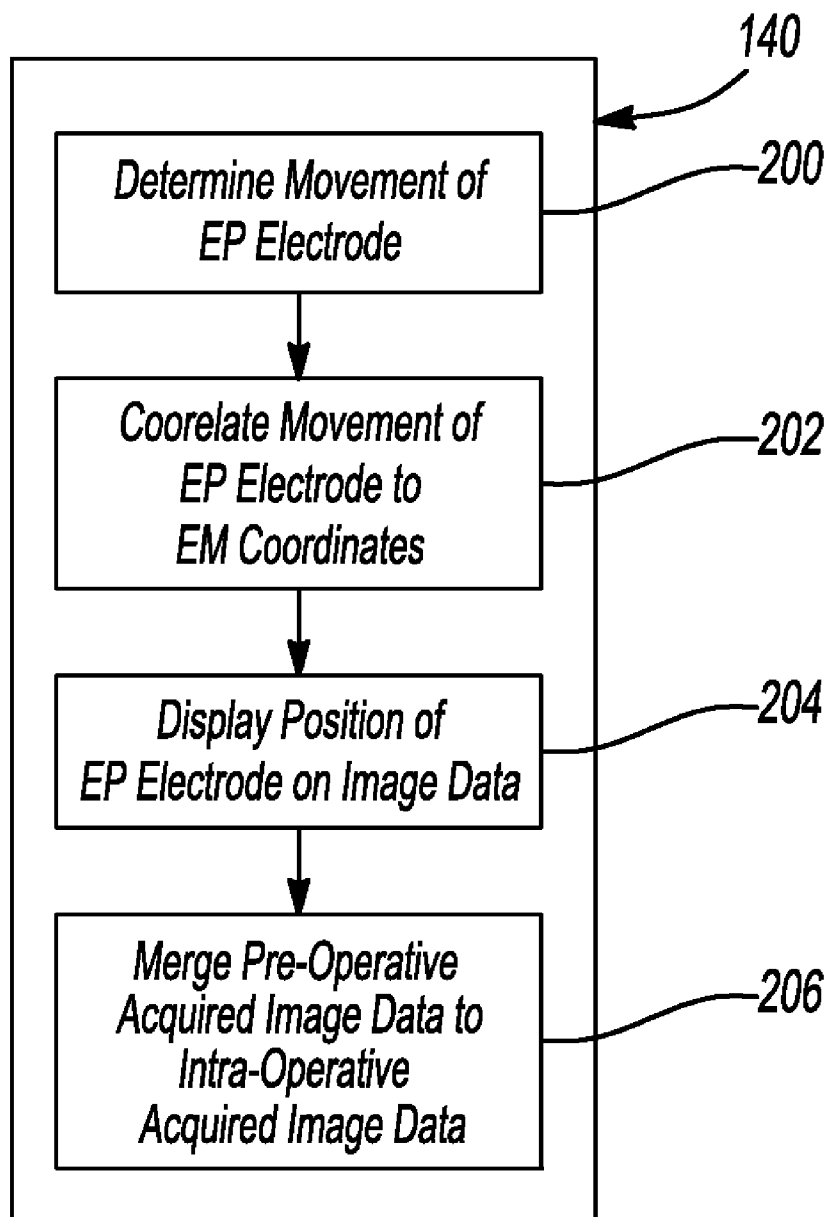 140
Determine Movement of
EP Electrode
200
Coorelate Movement of
EP Electrode to
EM Coordinates
202
Display Position of
EP Electrode on Image Data
204
Merge Pre-Operative
Acquired Image Data to
Intra-Operative
Acquired Image Data
206